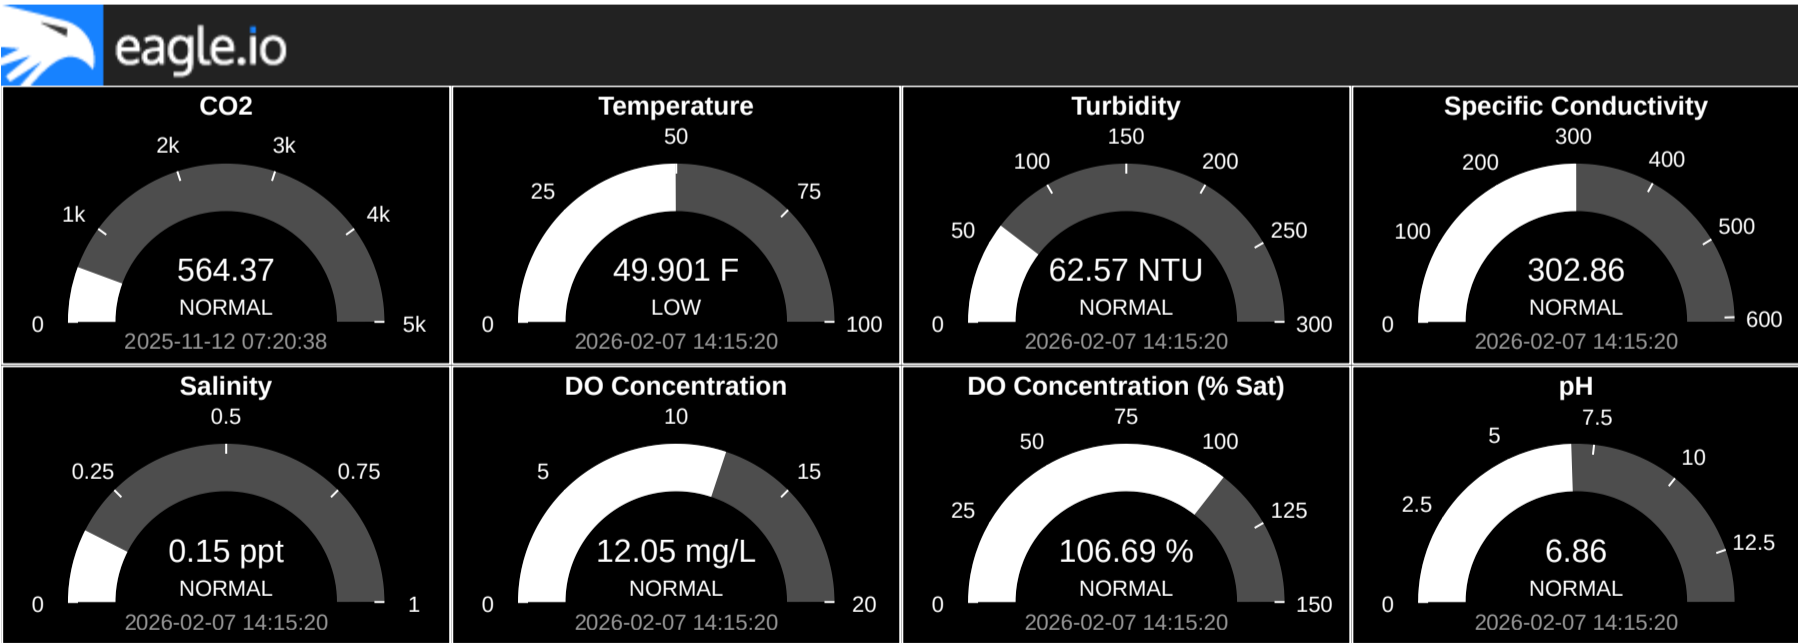 eagle.io
CO2
0
1k
2k
3k
4k
5k
564.37
NORMAL
2025-11-12 07:20:38
Temperature
0
25
50
75
100
49.901 F
LOW
2026-02-07 14:15:20
Turbidity
0
50
100
150
200
250
300
62.57 NTU
NORMAL
2026-02-07 14:15:20
Specific Conductivity
0
100
200
300
400
500
600
302.86
NORMAL
2026-02-07 14:15:20
Salinity
0
0.25
0.5
0.75
1
0.15 ppt
NORMAL
2026-02-07 14:15:20
DO Concentration
0
5
10
15
20
12.05 mg/L
NORMAL
2026-02-07 14:15:20
DO Concentration (% Sat)
0
25
50
75
100
125
150
106.69 %
NORMAL
2026-02-07 14:15:20
pH
0
2.5
5
7.5
10
12.5
6.86
NORMAL
2026-02-07 14:15:20